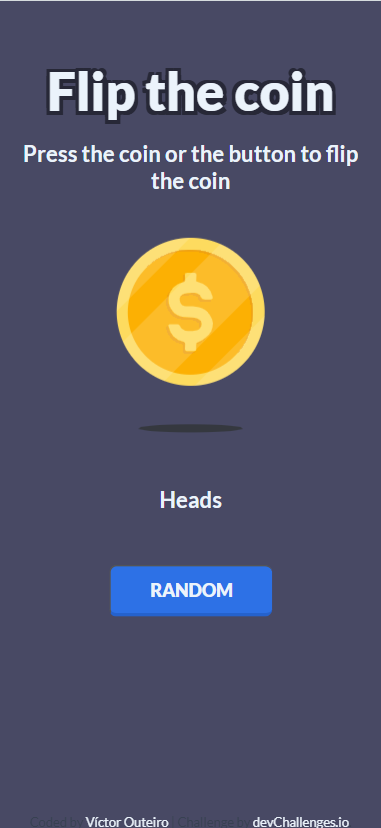 Flip the coin
Press the coin or the button to flip
the coin
$
Heads
RANDOM
Coded by Víctor Outeiro | Challenge by devChallenges.io